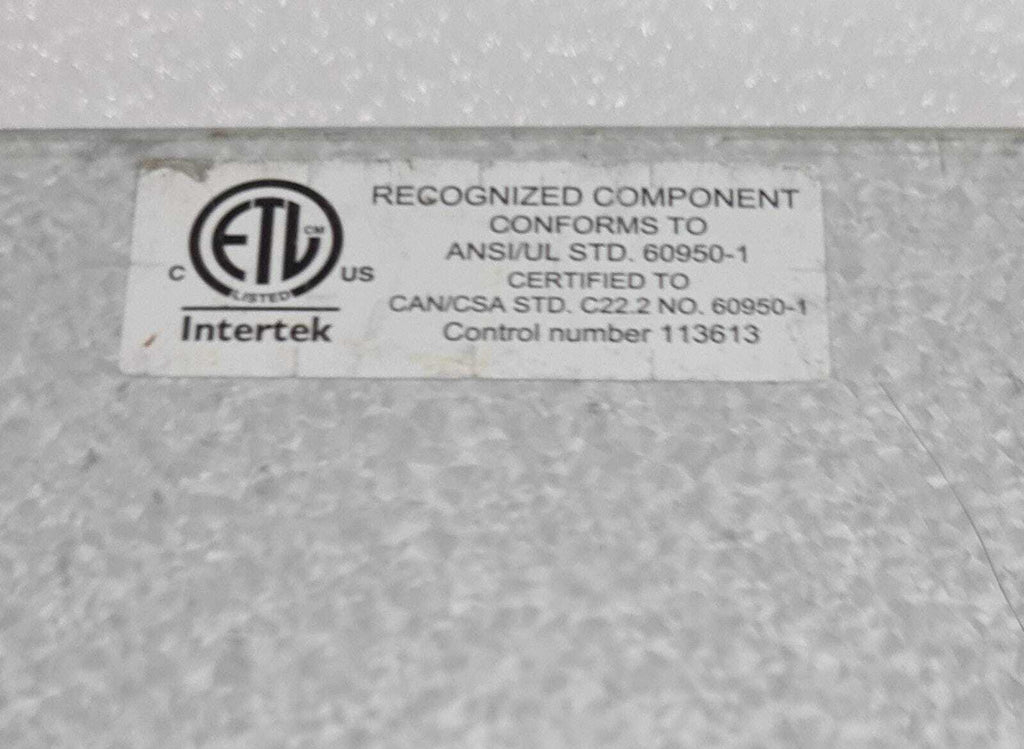 ETL CM
C US
LISTED
Intertek
RECOGNIZED COMPONENT
CONFORMS TO
ANSI/UL STD. 60950-1
CERTIFIED TO
CAN/CSA STD. C22.2 NO. 60950-1
Control number 113613